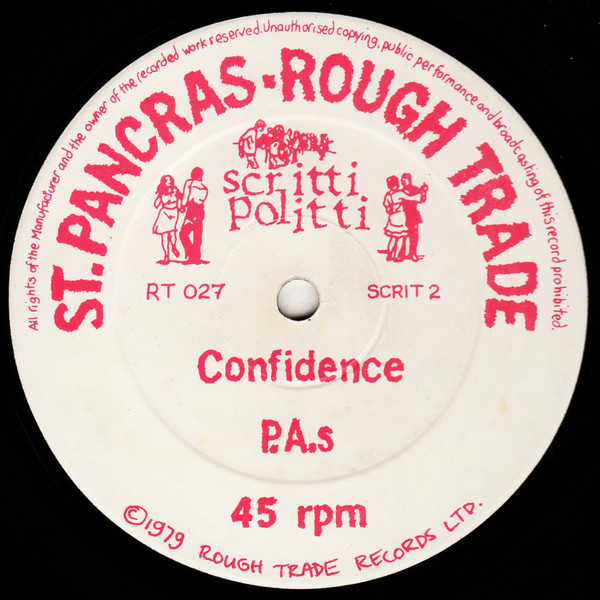 All rights of the Manufacturer and the owner of the recorded work reserved. Unauthorised copying, public performance and broadcasting of this record prohibited.
ST. PANCRAS · ROUGH TRADE
scritti
politti
RT 027
SCRIT 2
Confidence
P.A.s
45 rpm
©1979 ROUGH TRADE RECORDS LTD.